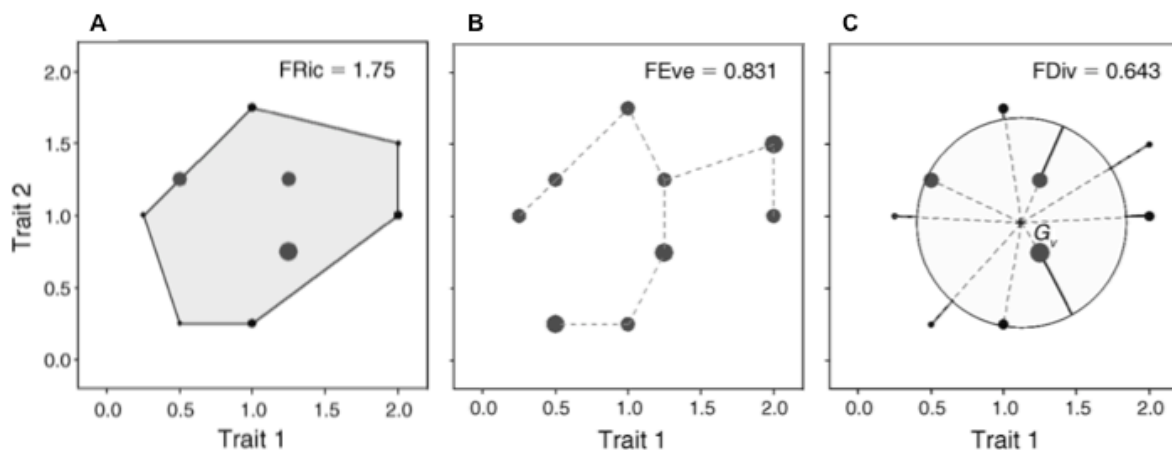 A
B
C
FRic = 1.75
FEve = 0.831
FDiv = 0.643
Trait 2
2.0
1.5
1.0
0.5
0.0
G
v
0.0 0.5 1.0 1.5 2.0
0.0 0.5 1.0 1.5 2.0
0.0 0.5 1.0 1.5 2.0
Trait 1
Trait 1
Trait 1